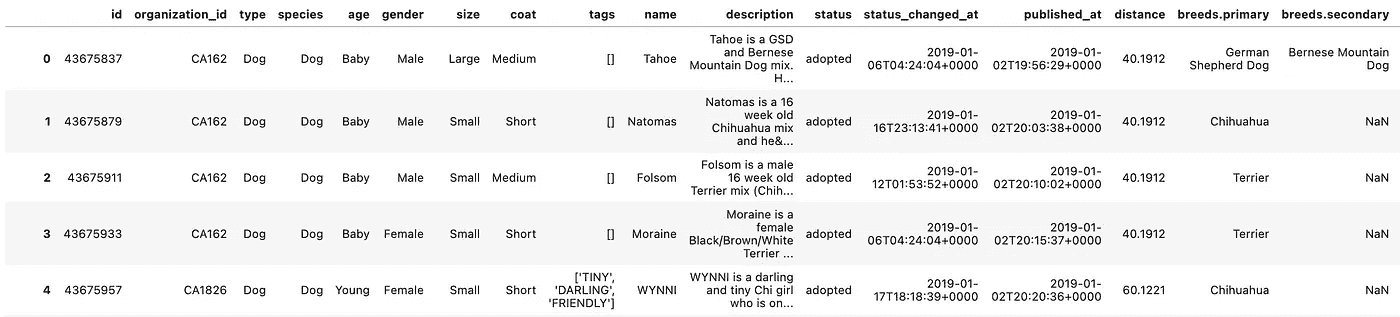 id organization_id type species age gender size coat tags name description status status_changed_at published_at distance breeds.primary breeds.secondary
0 43675837 CA162 Dog Dog Baby Male Large Medium [] Tahoe Tahoe is a GSD and Bernese Mountain Dog mix. H... adopted 2019-01-06T04:24:04+0000 2019-01-02T19:56:29+0000 40.1912 German Shepherd Dog Bernese Mountain Dog
1 43675879 CA162 Dog Dog Baby Male Small Short [] Natomas Natomas is a 16 week old Chihuahua mix and he&... adopted 2019-01-16T23:13:41+0000 2019-01-02T20:03:38+0000 40.1912 Chihuahua NaN
2 43675911 CA162 Dog Dog Baby Male Small Medium [] Folsom Folsom is a male 16 week old Terrier mix (Chih... adopted 2019-01-12T01:53:52+0000 2019-01-02T20:10:02+0000 40.1912 Terrier NaN
3 43675933 CA162 Dog Dog Baby Female Small Short [] Moraine Moraine is a female Black/Brown/White Terrier ... adopted 2019-01-06T04:24:04+0000 2019-01-02T20:15:37+0000 40.1912 Terrier NaN
4 43675957 CA1826 Dog Dog Young Female Small Short ['TINY', 'DARLING', 'FRIENDLY'] WYNNI WYNNI is a darling and tiny Chi girl who is on... adopted 2019-01-17T18:18:39+0000 2019-01-02T20:20:36+0000 60.1221 Chihuahua NaN